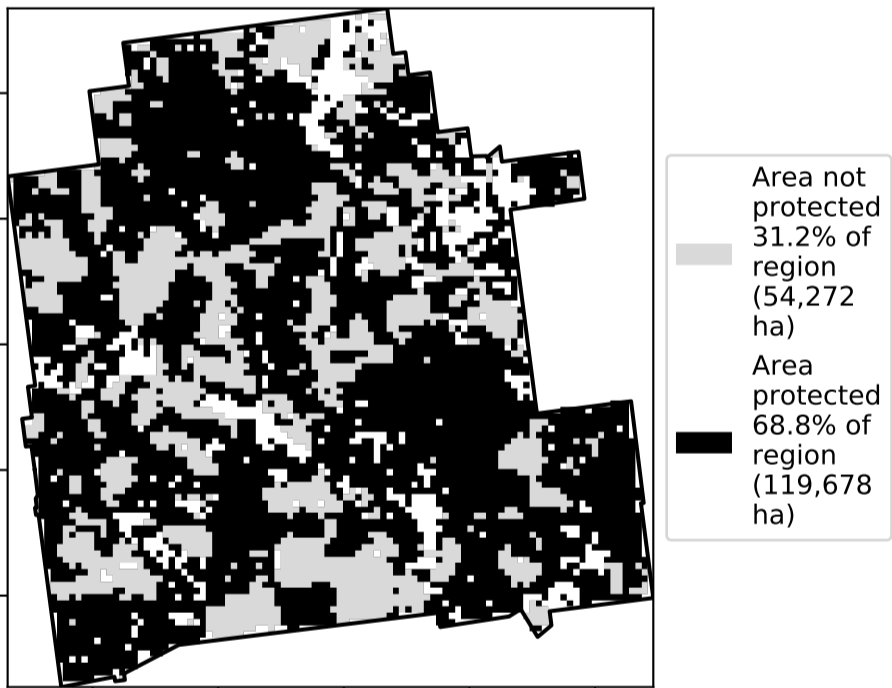 Area not
protected
31.2% of
region
(54,272
ha)
Area
protected
68.8% of
region
(119,678
ha)